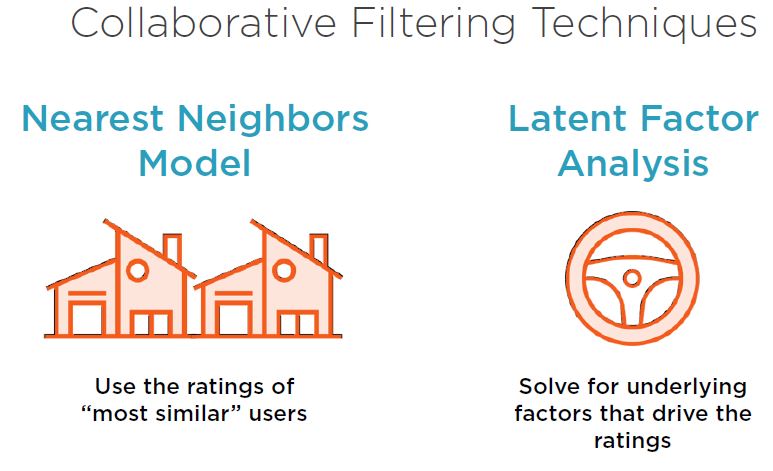 Collaborative Filtering Techniques
Nearest Neighbors
Model
Use the ratings of
“most similar” users
Latent Factor
Analysis
Solve for underlying
factors that drive the
ratings